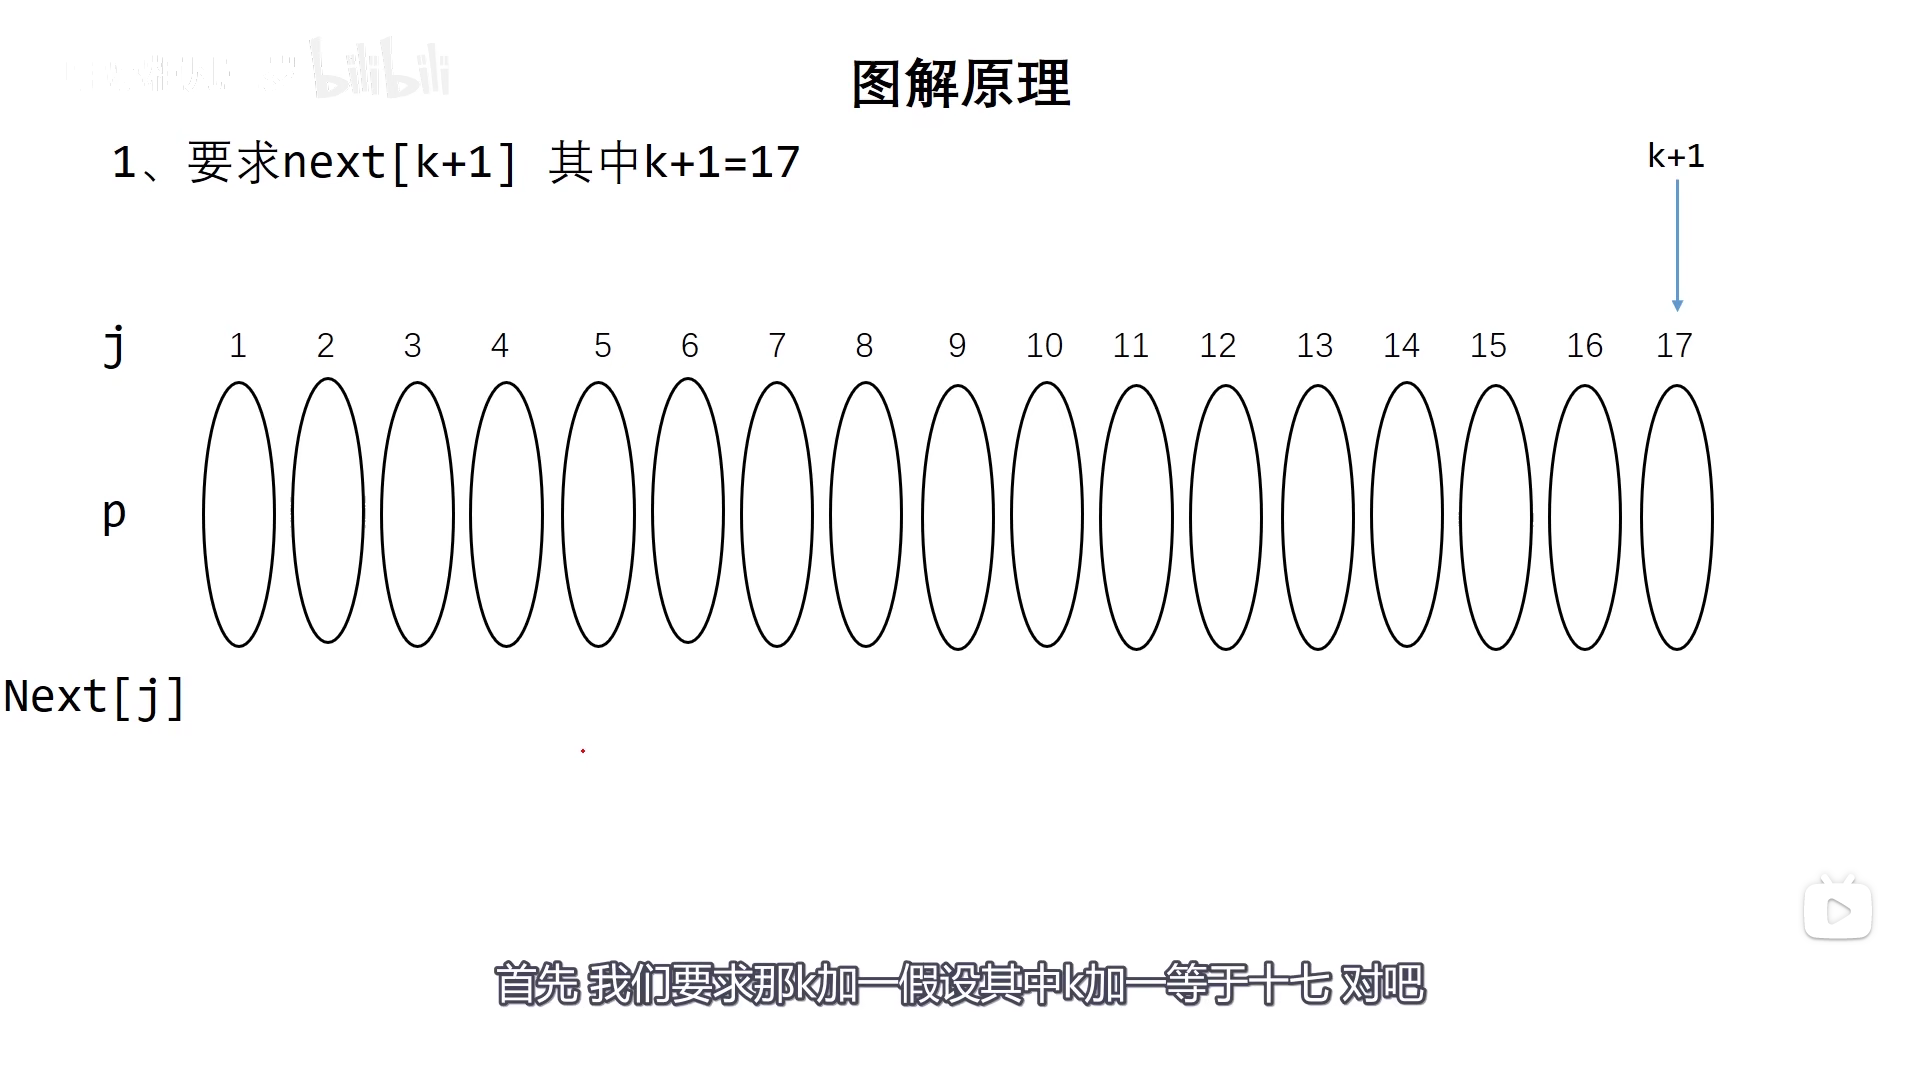 bilibili
图解原理
1、要求next[k+1] 其中k+1=17
k+1
j 1 2 3 4 5 6 7 8 9 10 11 12 13 14 15 16 17
p
Next[j]
首先 我们要求那k加一假设其中k加一等于十七 对吧